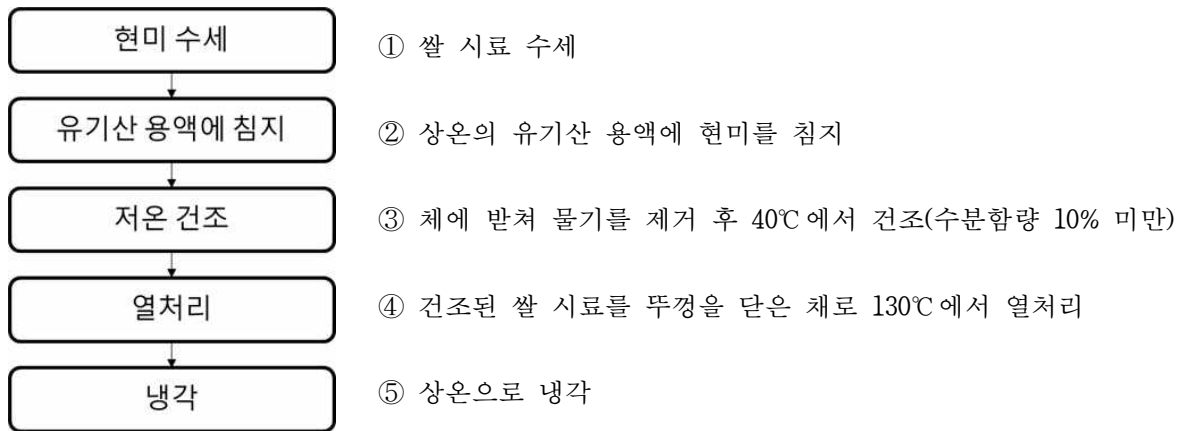 현미 수세
① 쌀 시료 수세
유기산 용액에 침지
② 상온의 유기산 용액에 현미를 침지
저온 건조
③ 체에 받쳐 물기를 제거 후 40℃에서 건조(수분함량 10% 미만)
열처리
④ 건조된 쌀 시료를 뚜껑을 닫은 채로 130℃에서 열처리
냉각
⑤ 상온으로 냉각